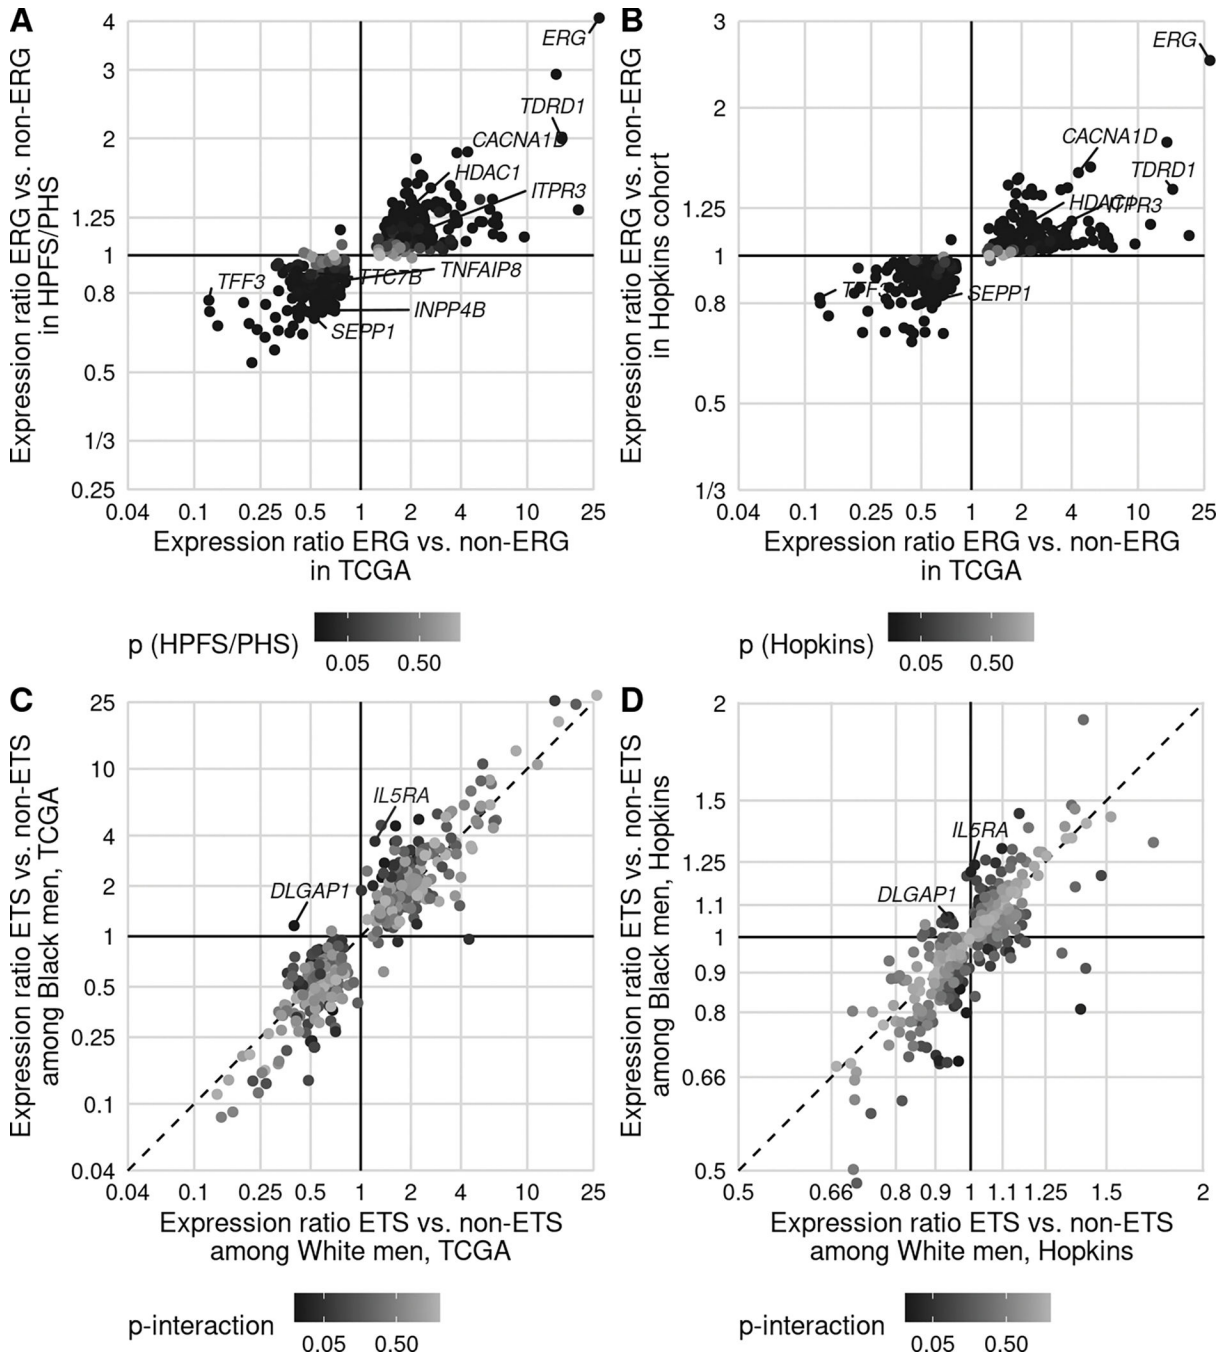 A
B
Expression ratio ERG vs. non-ERG
in HPFS/PHS
4
3
2
1.25
1
0.8
0.5
1/3
0.25
ERG
TDRD1
CACNA1D
HDAC1
ITPR3
TTC7B
TNFAIP8
TFF3
INPP4B
SEPP1
0.04 0.1 0.25 0.5 1 2 4 10 25
Expression ratio ERG vs. non-ERG
in TCGA
p (HPFS/PHS)
0.05 0.50
Expression ratio ERG vs. non-ERG
in Hopkins cohort
3
2
1.25
1
0.8
0.5
1/3
ERG
CACNA1D
TDRD1
HDAC1
ITPR3
TFF3
SEPP1
0.04 0.1 0.25 0.5 1 2 4 10 25
Expression ratio ERG vs. non-ERG
in TCGA
p (Hopkins)
0.05 0.50
C
D
Expression ratio ETS vs. non-ETS
among Black men, TCGA
25
10
4
2
1
0.5
0.25
0.1
0.04
IL5RA
DLGAP1
0.04 0.1 0.25 0.5 1 2 4 10 25
Expression ratio ETS vs. non-ETS
among White men, TCGA
p-interaction
0.05 0.50
Expression ratio ETS vs. non-ETS
among Black men, Hopkins
2
1.5
1.25
1.1
1
0.9
0.8
0.66
0.5
IL5RA
DLGAP1
0.5 0.66 0.8 0.9 1 1.1 1.25 1.5 2
Expression ratio ETS vs. non-ETS
among White men, Hopkins
p-interaction
0.05 0.50